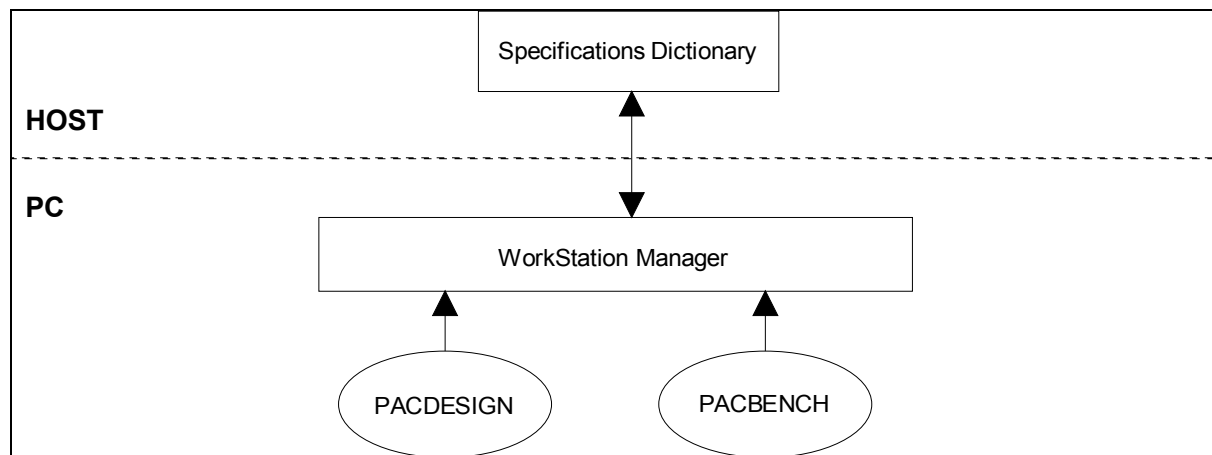 Specifications Dictionary
HOST
PC
WorkStation Manager
PACDESIGN
PACBENCH